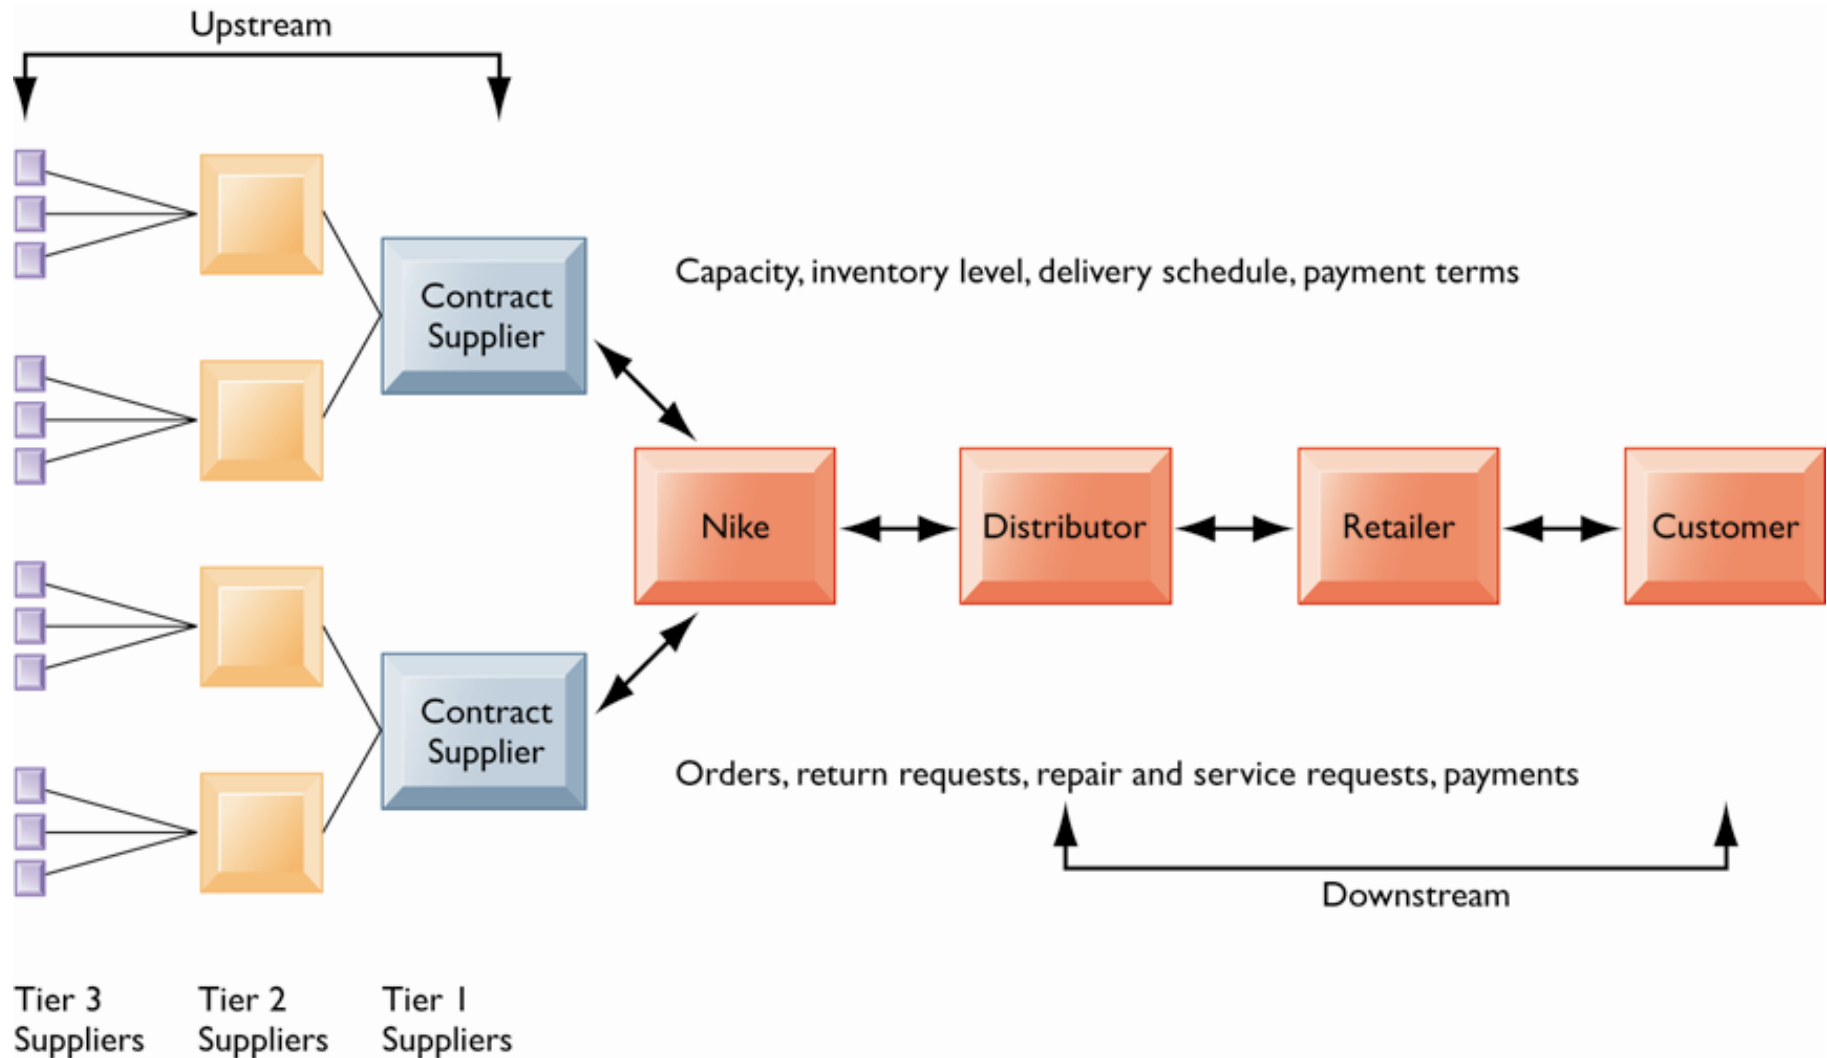 Upstream
Contract
Supplier
Capacity, inventory level, delivery schedule, payment terms
Nike
Distributor
Retailer
Customer
Contract
Supplier
Orders, return requests, repair and service requests, payments
Downstream
Tier 3
Suppliers
Tier 2
Suppliers
Tier 1
Suppliers